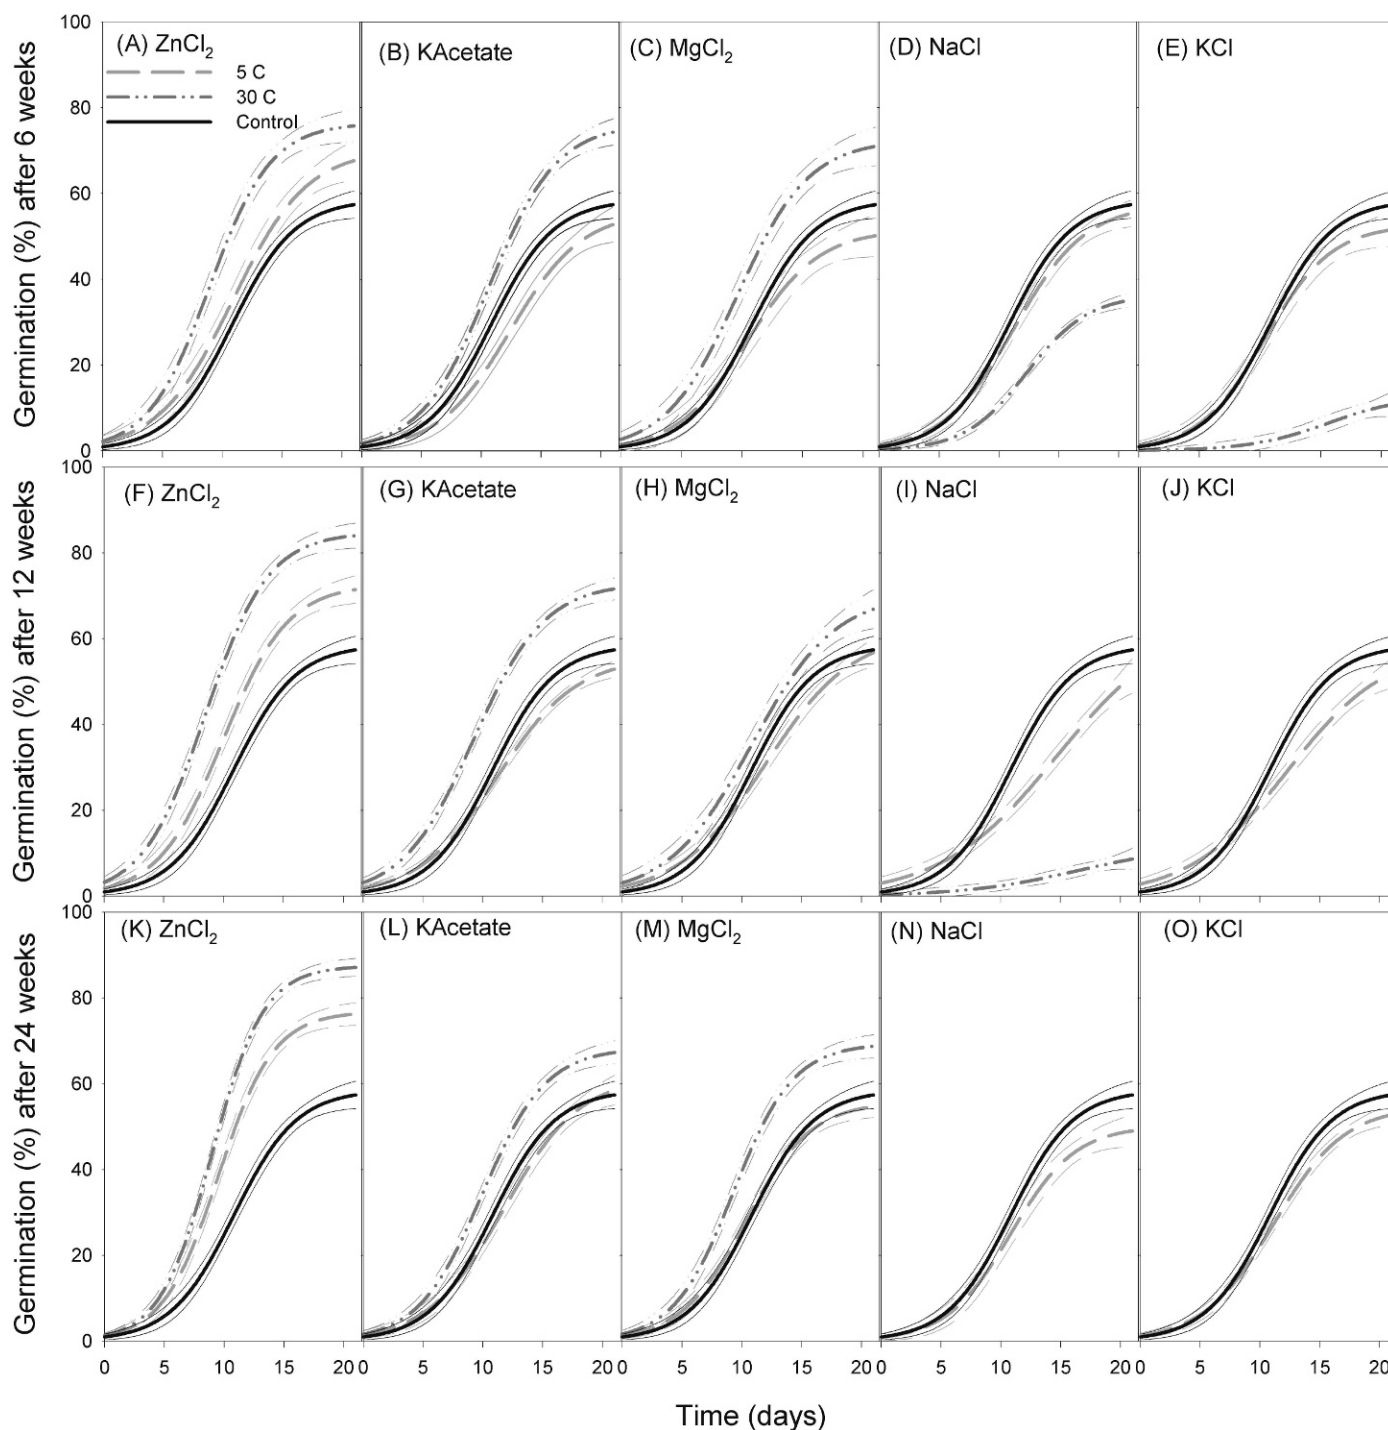 Germination (%) after 6 weeks
100
80
60
40
20
0
(A) ZnCl₂
5 C
30 C
Control
(B) KAcetate
(C) MgCl₂
(D) NaCl
(E) KCl
Germination (%) after 12 weeks
100
80
60
40
20
0
(F) ZnCl₂
(G) KAcetate
(H) MgCl₂
(I) NaCl
(J) KCl
Germination (%) after 24 weeks
100
80
60
40
20
0
(K) ZnCl₂
(L) KAcetate
(M) MgCl₂
(N) NaCl
(O) KCl
0 5 10 15 20 0 5 10 15 20 0 5 10 15 20 0 5 10 15 20 0 5 10 15 20
Time (days)